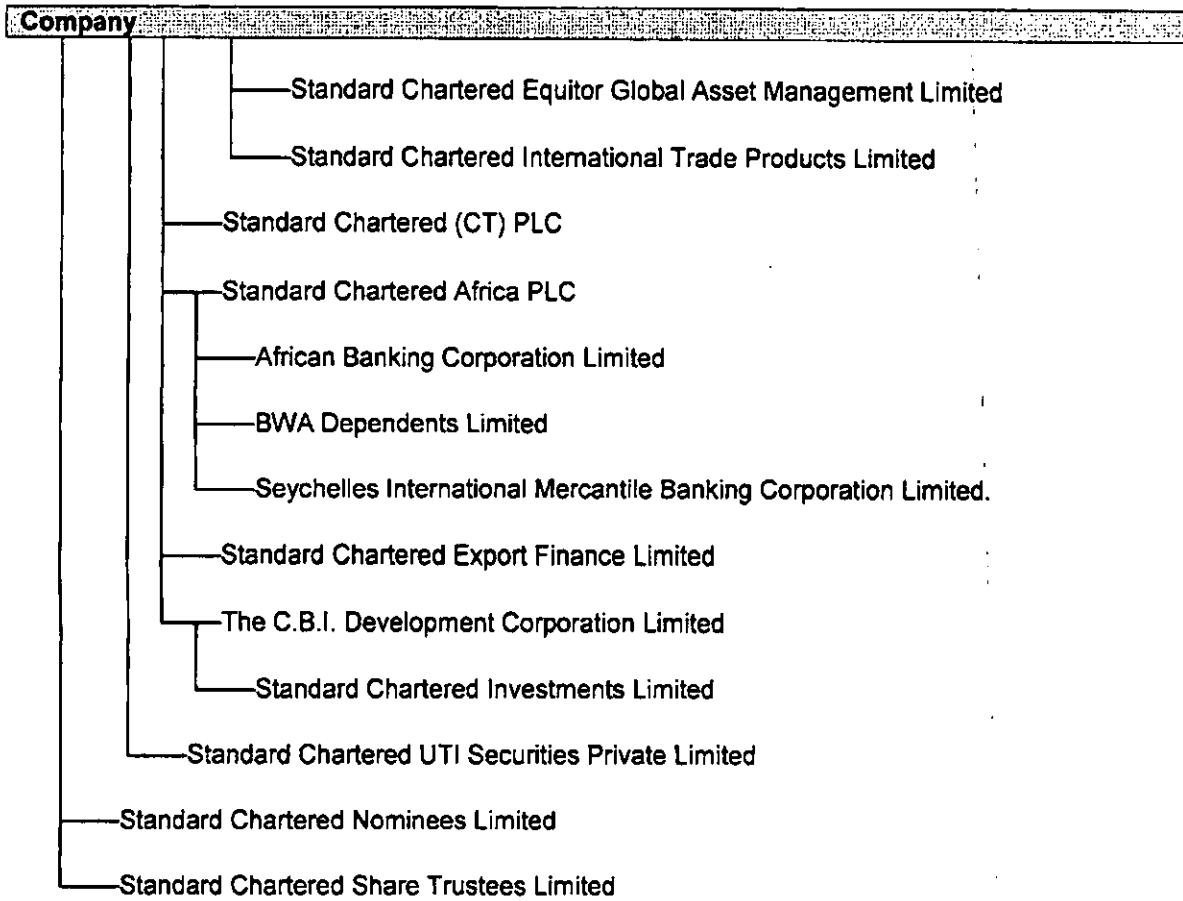 Company
Standard Chartered Equitor Global Asset Management Limited
Standard Chartered International Trade Products Limited
Standard Chartered (CT) PLC
Standard Chartered Africa PLC
African Banking Corporation Limited
BWA Dependents Limited
Seychelles International Mercantile Banking Corporation Limited.
Standard Chartered Export Finance Limited
The C.B.I. Development Corporation Limited
Standard Chartered Investments Limited
Standard Chartered UTI Securities Private Limited
Standard Chartered Nominees Limited
Standard Chartered Share Trustees Limited